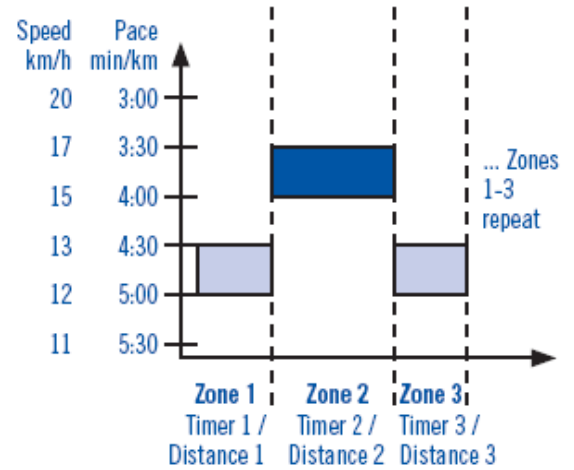 Speed Pace
km/h min/km
20 3:00
17 3:30
15 4:00
13 4:30
12 5:00
11 5:30
... Zones
1-3
repeat
Zone 1 Zone 2 Zone 3
Timer 1 / Timer 2 / Timer 3 /
Distance 1 Distance 2 Distance 3